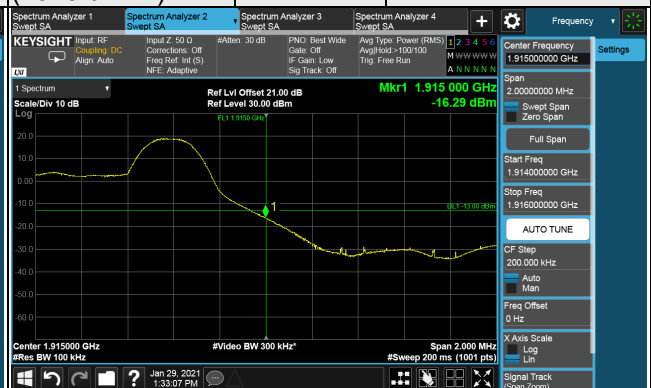 Spectrum Analyzer 1
Swept SA
Spectrum Analyzer 2
Swept SA
Spectrum Analyzer 3
Swept SA
Spectrum Analyzer 4
Swept SA
+
Frequency
KEYSIGHT
LXI
Input: RF
Coupling: DC
Align: Auto
Input Z: 50 Ω
Corrections: Off
Freq Ref: Int (S)
NFE: Adaptive
#Atten: 30 dB
PNO: Best Wide
Gate: Off
IF Gain: Low
Sig Track: Off
Avg Type: Power (RMS)
Avg|Hold:>100/100
Trig: Free Run
1 2 3 4 5 6
M W W W W W
A N N N N N
1 Spectrum
Scale/Div 10 dB
Log
Ref Lvl Offset 21.00 dB
Ref Level 30.00 dBm
Mkr1 1.915 000 GHz
-16.29 dBm
FL1 1.9150 GHz
20.0
10.0
0.00
-10.0
-20.0
-30.0
-40.0
-50.0
-60.0
1
DL1 -13.00 dBm
Center 1.915000 GHz
#Res BW 100 kHz
#Video BW 300 kHz*
Span 2.000 MHz
#Sweep 200 ms (1001 pts)
Jan 29, 2021
1:33:07 PM
?
Center Frequency
1.915000000 GHz
Span
2.00000000 MHz
Swept Span
Zero Span
Full Span
Start Freq
1.914000000 GHz
Stop Freq
1.916000000 GHz
AUTO TUNE
CF Step
200.000 kHz
Auto
Man
Freq Offset
0 Hz
X Axis Scale
Log
Lin
Signal Track
(Span Zoom)
Settings